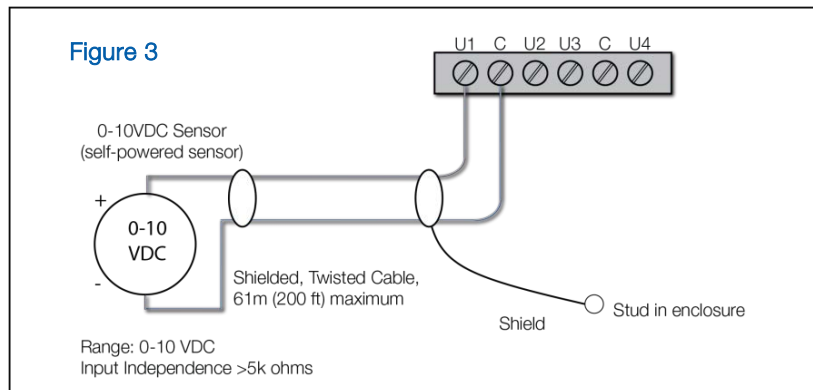 Figure 3
U1 C U2 U3 C U4
0-10VDC Sensor
(self-powered sensor)
+
0-10
VDC
-
Shielded, Twisted Cable,
61m (200 ft) maximum
Shield
Stud in enclosure
Range: 0-10 VDC
Input Independence >5k ohms